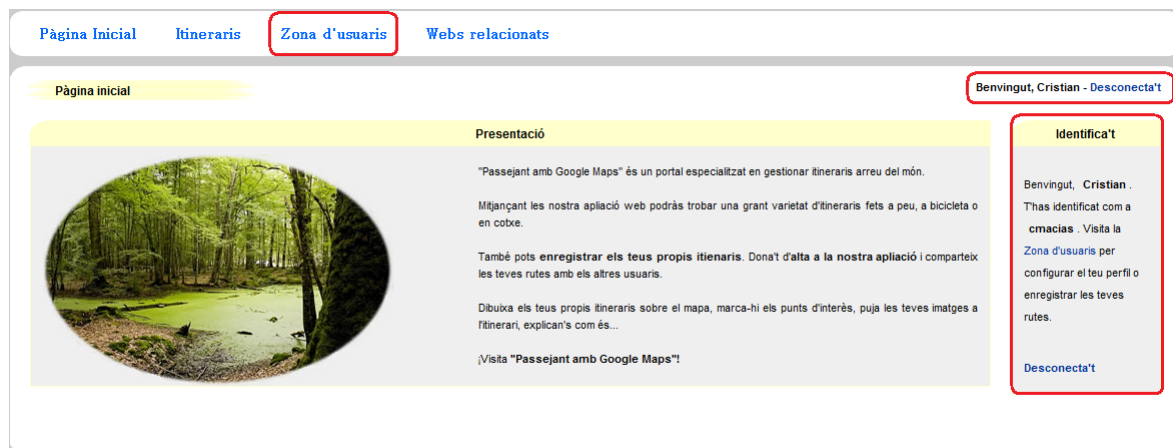 Pàgina Inicial Itineraris Zona d'usuaris Webs relacionats
Pàgina inicial
Benvingut, Cristian - Desconecta't
Presentació
"Passejant amb Google Maps" és un portal especialitzat en gestionar itineraris arreu del món.
Mitjançant les nostra apliació web podràs trobar una grant varietat d'itineraris fets a peu, a bicicleta o
en cotxe.
També pots enregistrar els teus propis itienaris. Dona't d'alta a la nostra apliació i comparteix
les teves rutes amb els altres usuaris.
Dibuixa els teus propis itineraris sobre el mapa, marca-hi els punts d'interès, puja les teves imatges a
l'itinerari, explican's com és...
¡Visita "Passejant amb Google Maps"!
Identifica't
Benvingut, Cristian .
T'has identificat com a
cmacias . Visita la
Zona d'usuaris per
configurar el teu perfil o
enregistrar les teves
rutes.
Desconecta't